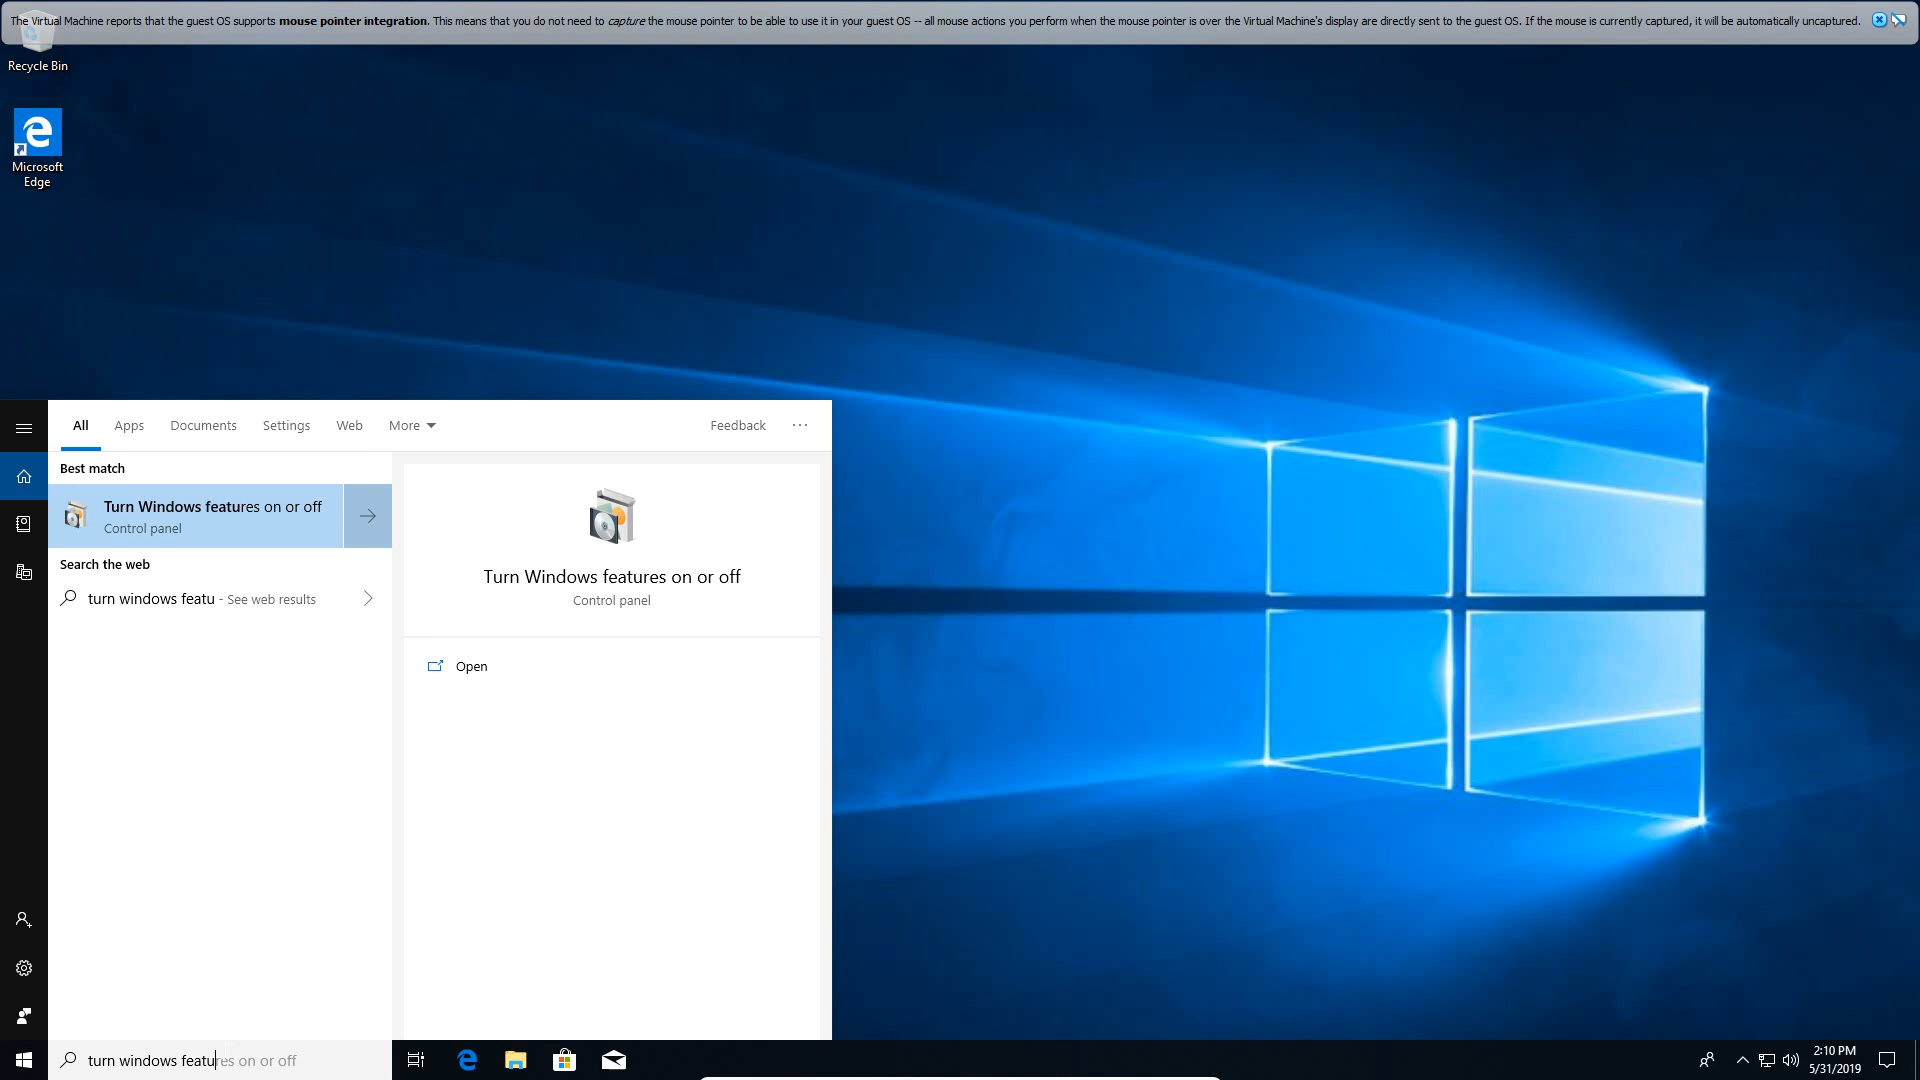 The Virtual Machine reports that the guest OS supports mouse pointer integration. This means that you do not need to capture the mouse pointer to be able to use it in your guest OS -- all mouse actions you perform when the mouse pointer is over the Virtual Machine's display are directly sent to the guest OS. If the mouse is currently captured, it will be automatically uncaptured.
Recycle Bin
Microsoft
Edge
All Apps Documents Settings Web More Feedback ...
Best match
Turn Windows features on or off
Control panel
Search the web
turn windows featu - See web results
Turn Windows features on or off
Control panel
Open
turn windows features on or off
2:10 PM
5/31/2019